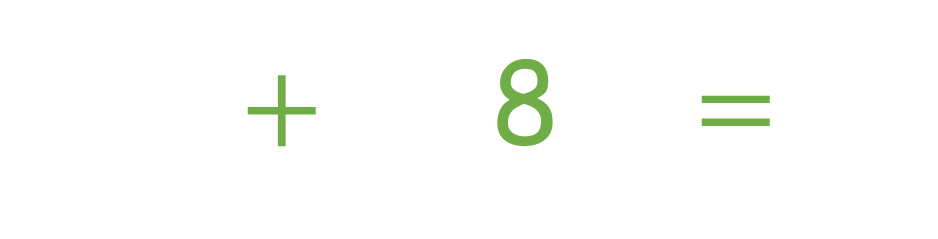 + 8 =